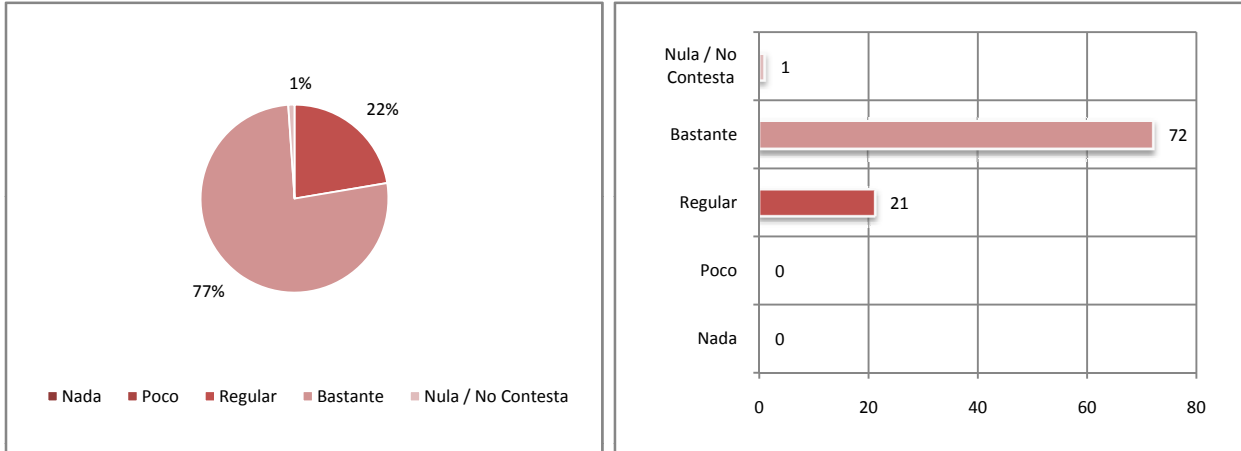 1%
22%
77%
Nada Poco Regular Bastante Nula / No Contesta
Nula / No
Contesta
1
Bastante
72
Regular
21
Poco
0
Nada
0
0 20 40 60 80